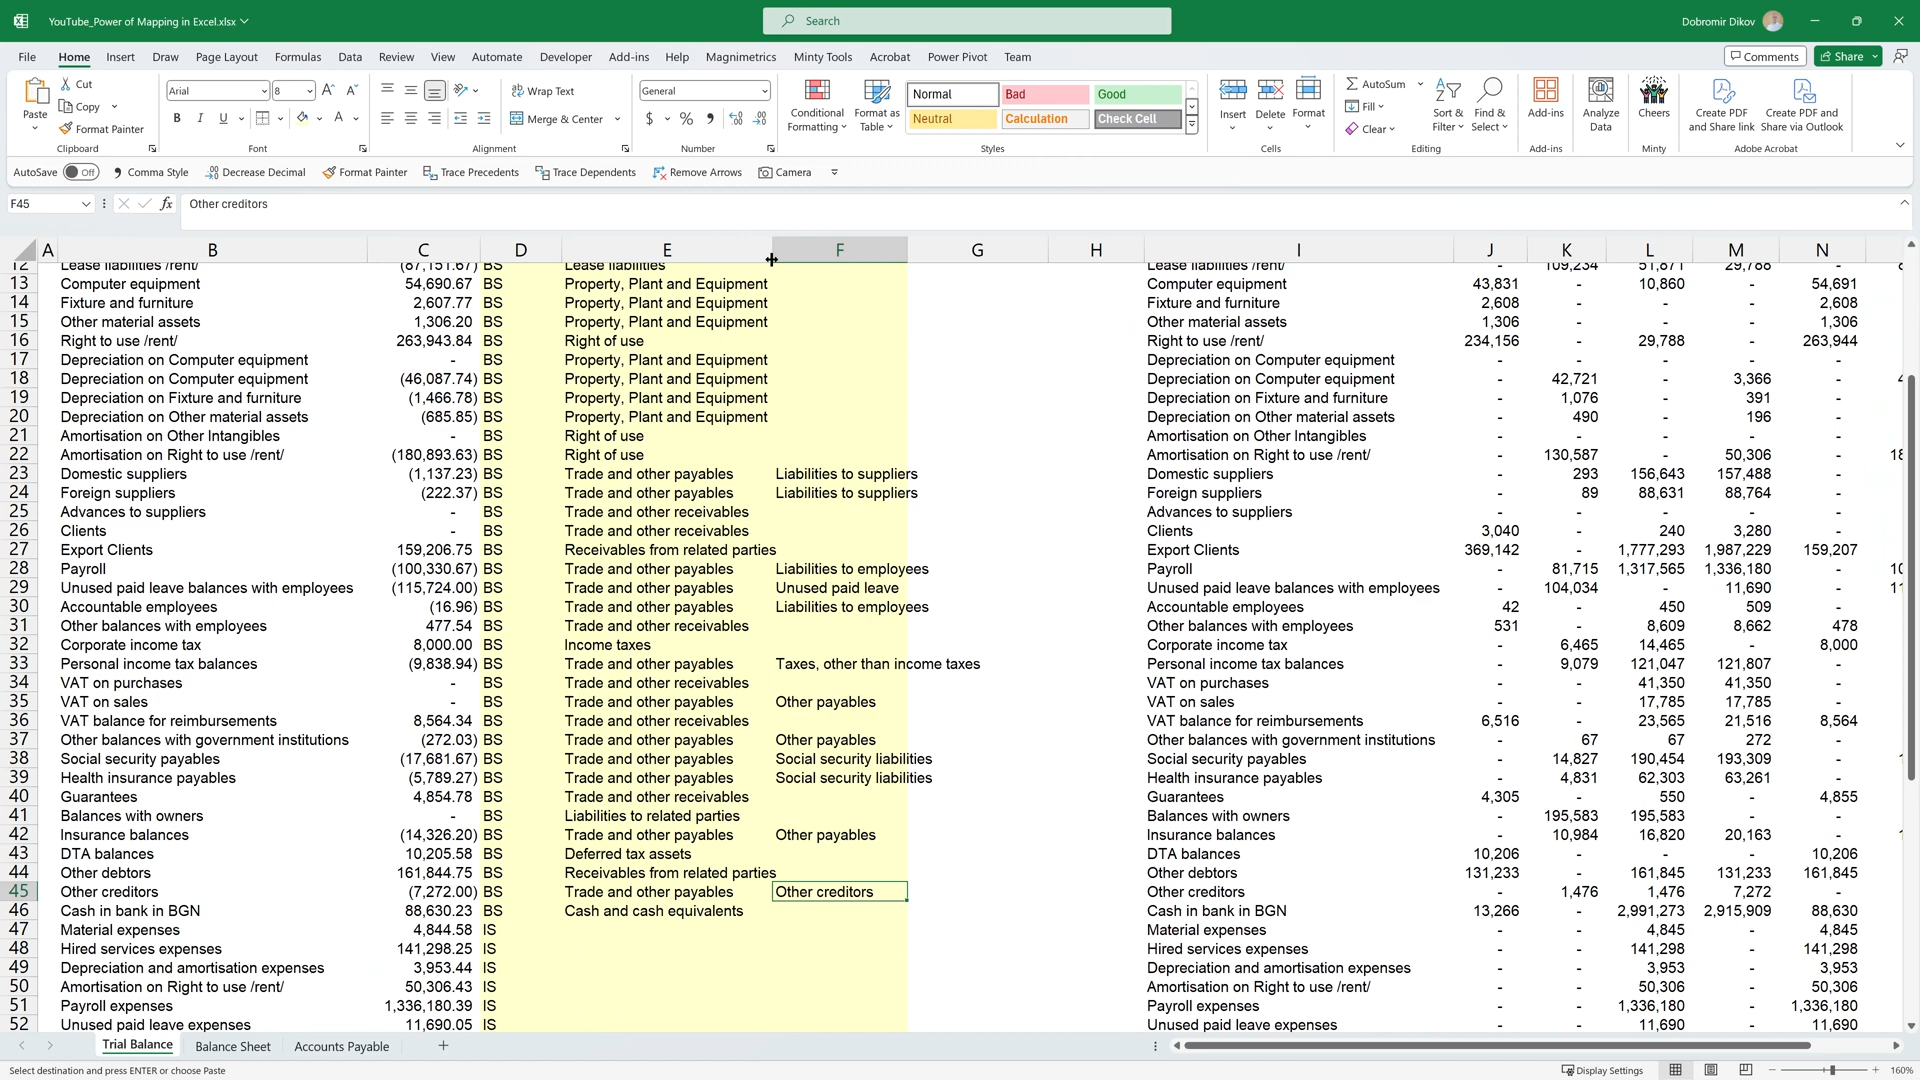 YouTube_Power of Mapping in Excel.xlsx
Search
Dobromir Dikov
File Home Insert Draw Page Layout Formulas Data Review View Automate Developer Add-ins Help Magnimetrics Minty Tools Acrobat Power Pivot Team
Comments Share
Paste Cut Copy Format Painter Clipboard
Arial 8 B I U Font
Wrap Text Merge & Center Alignment
General Number
Conditional Formatting Format as Table
Normal Bad Good
Neutral Calculation Check Cell
Styles
Insert Delete Format Cells
AutoSum Fill Clear Sort & Filter Find & Select Editing
Add-ins Add-ins
Analyze Data
Cheers Minty
Create PDF and Share link Create PDF and Share via Outlook Adobe Acrobat
AutoSave Off Comma Style Decrease Decimal Format Painter Trace Precedents Trace Dependents Remove Arrows Camera
F45 fx Other creditors
A B C D E F G H I J K L M N
12 Lease liabilities /rent/ (87,151.67) BS Lease liabilities Lease liabilities /rent/ - 109,234 51,871 29,788 -
13 Computer equipment 54,690.67 BS Property, Plant and Equipment Computer equipment 43,831 - 10,860 - 54,691
14 Fixture and furniture 2,607.77 BS Property, Plant and Equipment Fixture and furniture 2,608 - - - 2,608
15 Other material assets 1,306.20 BS Property, Plant and Equipment Other material assets 1,306 - - - 1,306
16 Right to use /rent/ 263,943.84 BS Right of use Right to use /rent/ 234,156 - 29,788 - 263,944
17 Depreciation on Computer equipment - BS Property, Plant and Equipment Depreciation on Computer equipment - - - - -
18 Depreciation on Computer equipment (46,087.74) BS Property, Plant and Equipment Depreciation on Computer equipment - 42,721 - 3,366 -
19 Depreciation on Fixture and furniture (1,466.78) BS Property, Plant and Equipment Depreciation on Fixture and furniture - 1,076 - 391 -
20 Depreciation on Other material assets (685.85) BS Property, Plant and Equipment Depreciation on Other material assets - 490 - 196 -
21 Amortisation on Other Intangibles - BS Right of use Amortisation on Other Intangibles - - - - -
22 Amortisation on Right to use /rent/ (180,893.63) BS Right of use Amortisation on Right to use /rent/ - 130,587 - 50,306 - 18
23 Domestic suppliers (1,137.23) BS Trade and other payables Liabilities to suppliers Domestic suppliers - 293 156,643 157,488 -
24 Foreign suppliers (222.37) BS Trade and other payables Liabilities to suppliers Foreign suppliers - 89 88,631 88,764 -
25 Advances to suppliers - BS Trade and other receivables Advances to suppliers - - - - -
26 Clients - BS Trade and other receivables Clients 3,040 - 240 3,280 -
27 Export Clients 159,206.75 BS Receivables from related parties Export Clients 369,142 - 1,777,293 1,987,229 159,207
28 Payroll (100,330.67) BS Trade and other payables Liabilities to employees Payroll - 81,715 1,317,565 1,336,180 - 10
29 Unused paid leave balances with employees (115,724.00) BS Trade and other payables Unused paid leave Unused paid leave balances with employees - 104,034 - 11,690 - 11
30 Accountable employees (16.96) BS Trade and other payables Liabilities to employees Accountable employees 42 - 450 509 -
31 Other balances with employees 477.54 BS Trade and other receivables Other balances with employees 531 - 8,609 8,662 478
32 Corporate income tax 8,000.00 BS Income taxes Corporate income tax - 6,465 14,465 - 8,000
33 Personal income tax balances (9,838.94) BS Trade and other payables Taxes, other than income taxes Personal income tax balances - 9,079 121,047 121,807 -
34 VAT on purchases - BS Trade and other receivables VAT on purchases - - 41,350 41,350 -
35 VAT on sales - BS Trade and other payables Other payables VAT on sales - - 17,785 17,785 -
36 VAT balance for reimbursements 8,564.34 BS Trade and other receivables VAT balance for reimbursements 6,516 - 23,565 21,516 8,564
37 Other balances with government institutions (272.03) BS Trade and other payables Other payables Other balances with government institutions - 67 67 272 -
38 Social security payables (17,681.67) BS Trade and other payables Social security liabilities Social security payables - 14,827 190,454 193,309 -
39 Health insurance payables (5,789.27) BS Trade and other payables Social security liabilities Health insurance payables - 4,831 62,303 63,261 -
40 Guarantees 4,854.78 BS Trade and other receivables Guarantees 4,305 - 550 - 4,855
41 Balances with owners - BS Liabilities to related parties Balances with owners - 195,583 195,583 - -
42 Insurance balances (14,326.20) BS Trade and other payables Other payables Insurance balances - 10,984 16,820 20,163 -
43 DTA balances 10,205.58 BS Deferred tax assets DTA balances 10,206 - - - 10,206
44 Other debtors 161,844.75 BS Receivables from related parties Other debtors 131,233 - 161,845 131,233 161,845
45 Other creditors (7,272.00) BS Trade and other payables Other creditors Other creditors - 1,476 1,476 7,272 -
46 Cash in bank in BGN 88,630.23 BS Cash and cash equivalents Cash in bank in BGN 13,266 - 2,991,273 2,915,909 88,630
47 Material expenses 4,844.58 IS Material expenses - - 4,845 - 4,845
48 Hired services expenses 141,298.25 IS Hired services expenses - - 141,298 - 141,298
49 Depreciation and amortisation expenses 3,953.44 IS Depreciation and amortisation expenses - - 3,953 - 3,953
50 Amortisation on Right to use /rent/ 50,306.43 IS Amortisation on Right to use /rent/ - - 50,306 - 50,306
51 Payroll expenses 1,336,180.39 IS Payroll expenses - - 1,336,180 - 1,336,180
52 Unused paid leave expenses 11,690.05 IS Unused paid leave expenses - - 11,690 - 11,690
Trial Balance Balance Sheet Accounts Payable
Select destination and press ENTER or choose Paste Display Settings 160%